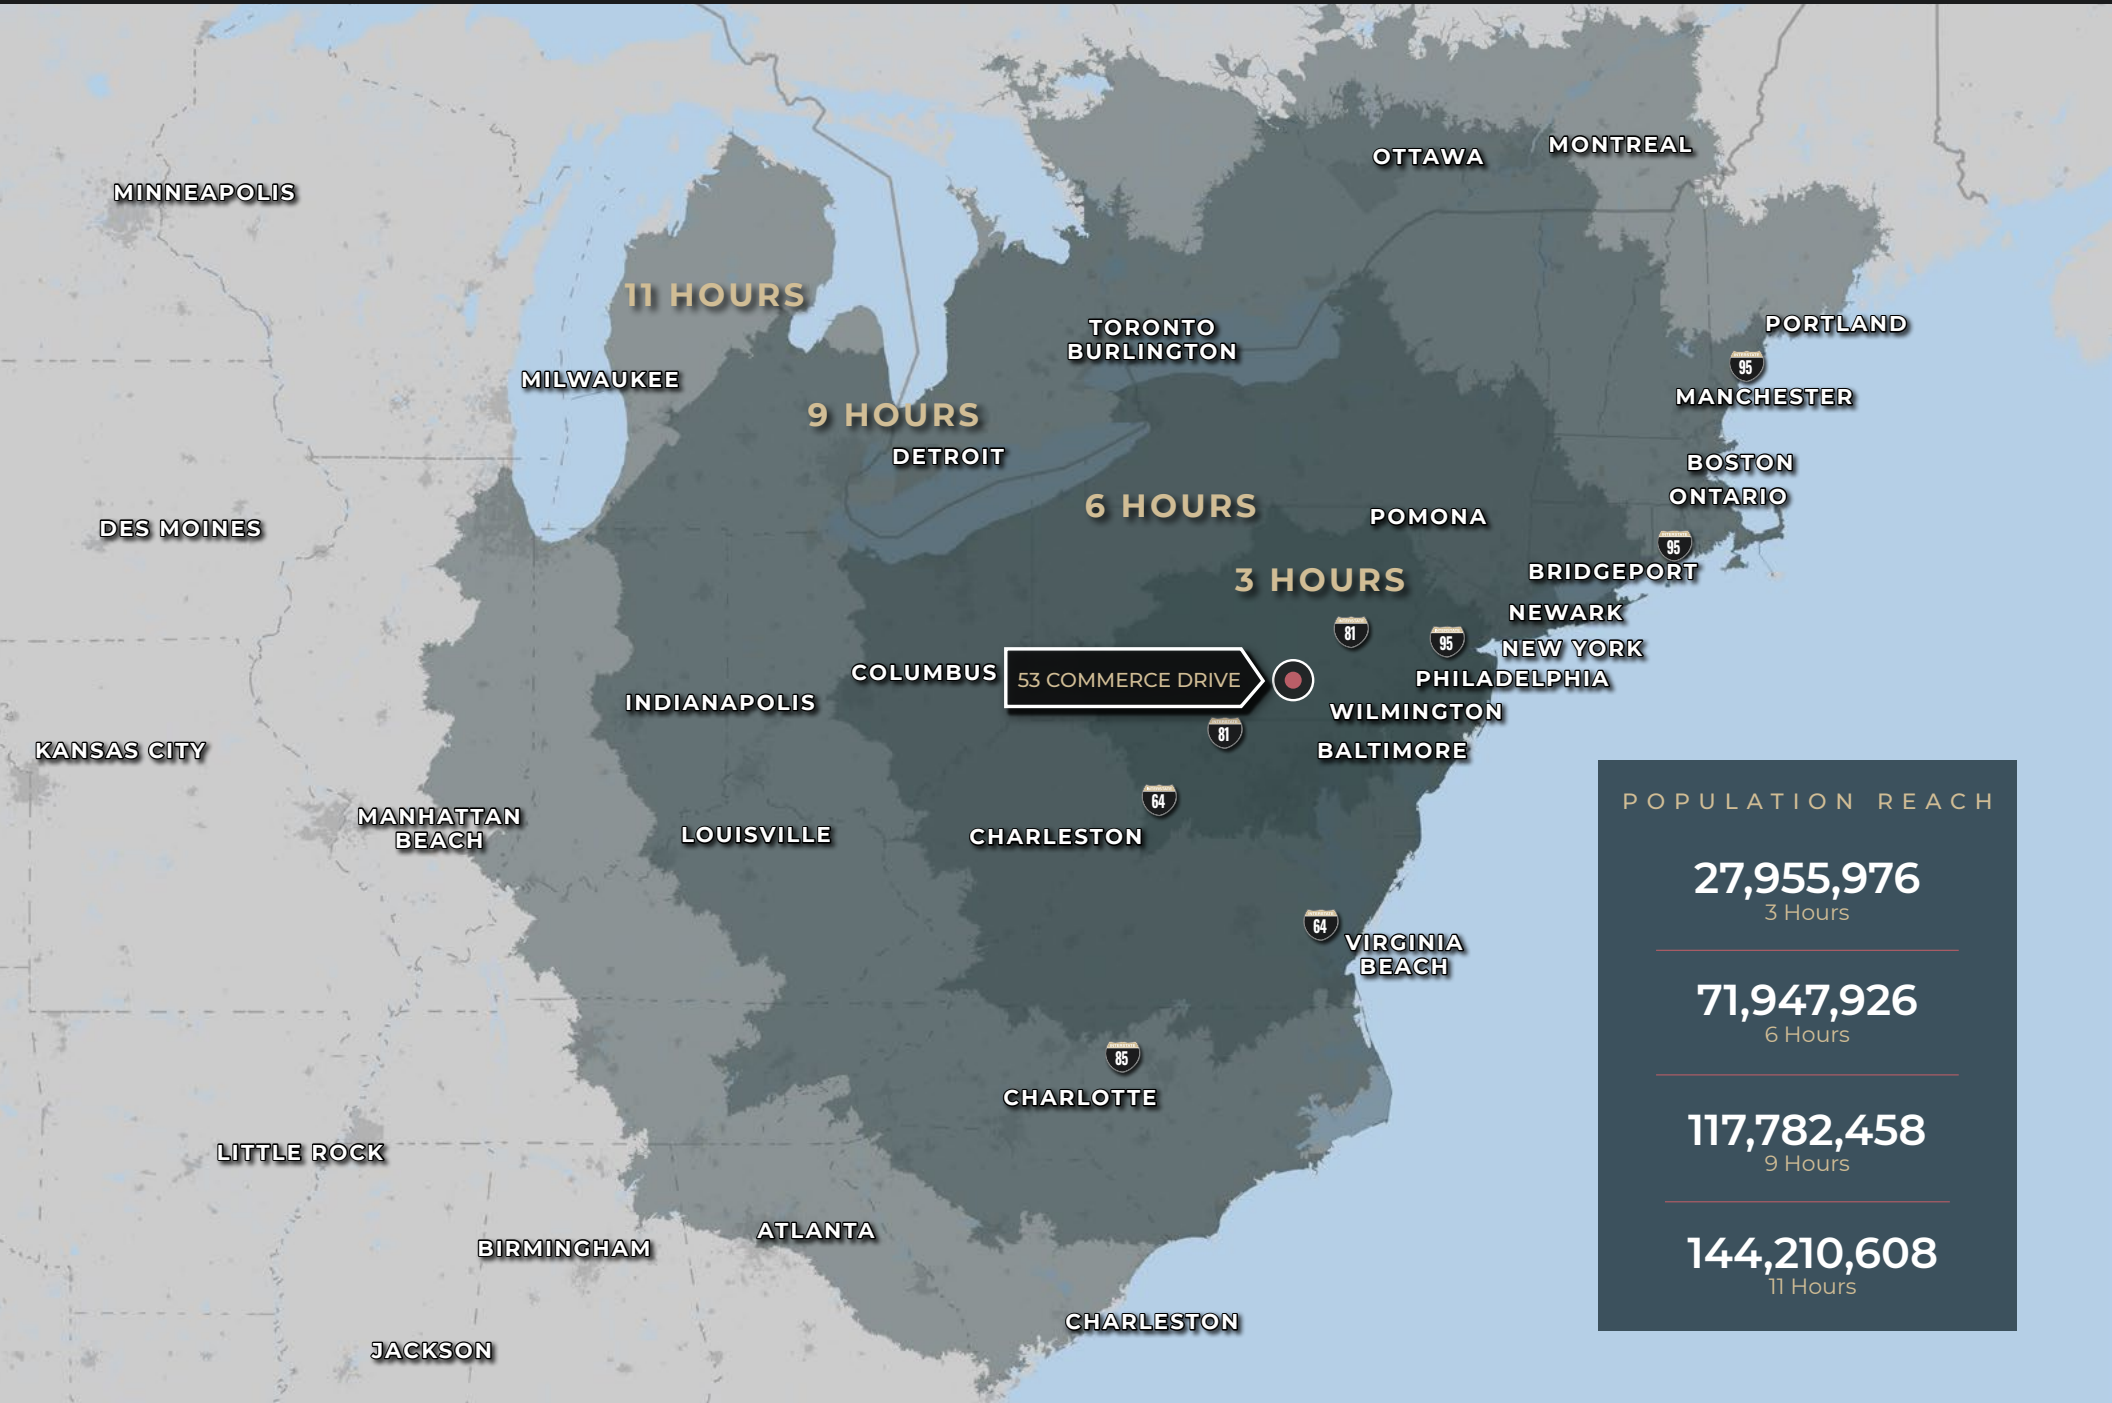 OTTAWA
MONTREAL
MINNEAPOLIS
11 HOURS
TORONTO
BURLINGTON
PORTLAND
95
MILWAUKEE
MANCHESTER
9 HOURS
DETROIT
BOSTON
ONTARIO
6 HOURS
POMONA
DES MOINES
95
BRIDGEPORT
3 HOURS
NEWARK
81
95
NEW YORK
COLUMBUS
53 COMMERCE DRIVE
PHILADELPHIA
INDIANAPOLIS
WILMINGTON
81
KANSAS CITY
BALTIMORE
64
MANHATTAN
BEACH
LOUISVILLE
CHARLESTON
64
VIRGINIA
BEACH
85
CHARLOTTE
LITTLE ROCK
ATLANTA
BIRMINGHAM
CHARLESTON
JACKSON
POPULATION REACH
27,955,976
3 Hours
71,947,926
6 Hours
117,782,458
9 Hours
144,210,608
11 Hours